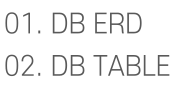 01. DB ERD
02. DB TABLE